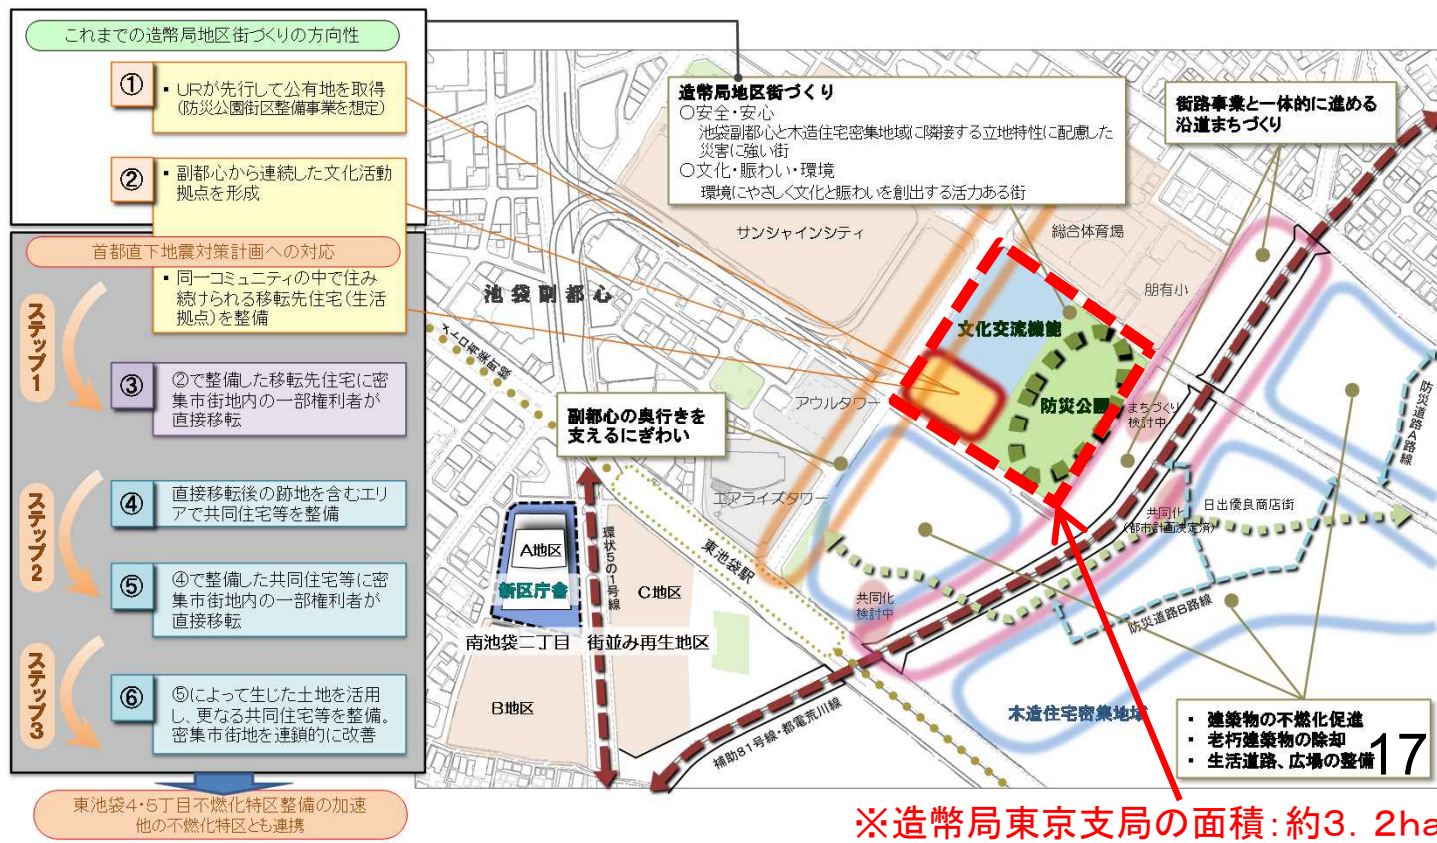 これまでの造幣局地区街づくりの方向性
①
▪ URが先行して公有地を取得
(防災公園街区整備事業を想定)
②
▪ 副都心から連続した文化活動
拠点を形成
首都直下地震対策計画への対応
▪ 同一コミュニティの中で住み
続けられる移転先住宅(生活
拠点)を整備
ステップ1
③
②で整備した移転先住宅に密
集市街地内の一部権利者が
直接移転
ステップ2
④
直接移転後の跡地を含むエリ
アで共同住宅等を整備
⑤
④で整備した共同住宅等に密
集市街地内の一部権利者が
直接移転
ステップ3
⑥
⑤によって生じた土地を活用
し、更なる共同住宅等を整備。
密集市街地を連鎖的に改善
東池袋4・5丁目不燃化特区整備の加速
他の不燃化特区とも連携
造幣局地区街づくり
○安全・安心
池袋副都心と木造住宅密集地域に隣接する立地特性に配慮した
災害に強い街
○文化・賑わい・環境
環境にやさしく文化と賑わいを創出する活力ある街
街路事業と一体的に進める
沿道まちづくり
サンシャインシティ
総合体育場
朋有小
池袋副都心
メトロ有楽町線
文化交流機能
防災公園
アウルタワー
まちづくり
検討中
防災道路A路線
副都心の奥行きを
支えるにぎわい
エアライズタワー
日出優良商店街
共同化
(都市計画決定済)
A地区
新区庁舎
環状5の1号線
C地区
東池袋駅
共同化
検討中
防災道路B路線
南池袋二丁目 街並み再生地区
B地区
補助81号線・都電荒川線
木造住宅密集地域
▪ 建築物の不燃化促進
▪ 老朽建築物の除却
▪ 生活道路、広場の整備
17
※造幣局東京支局の面積:約3.2ha